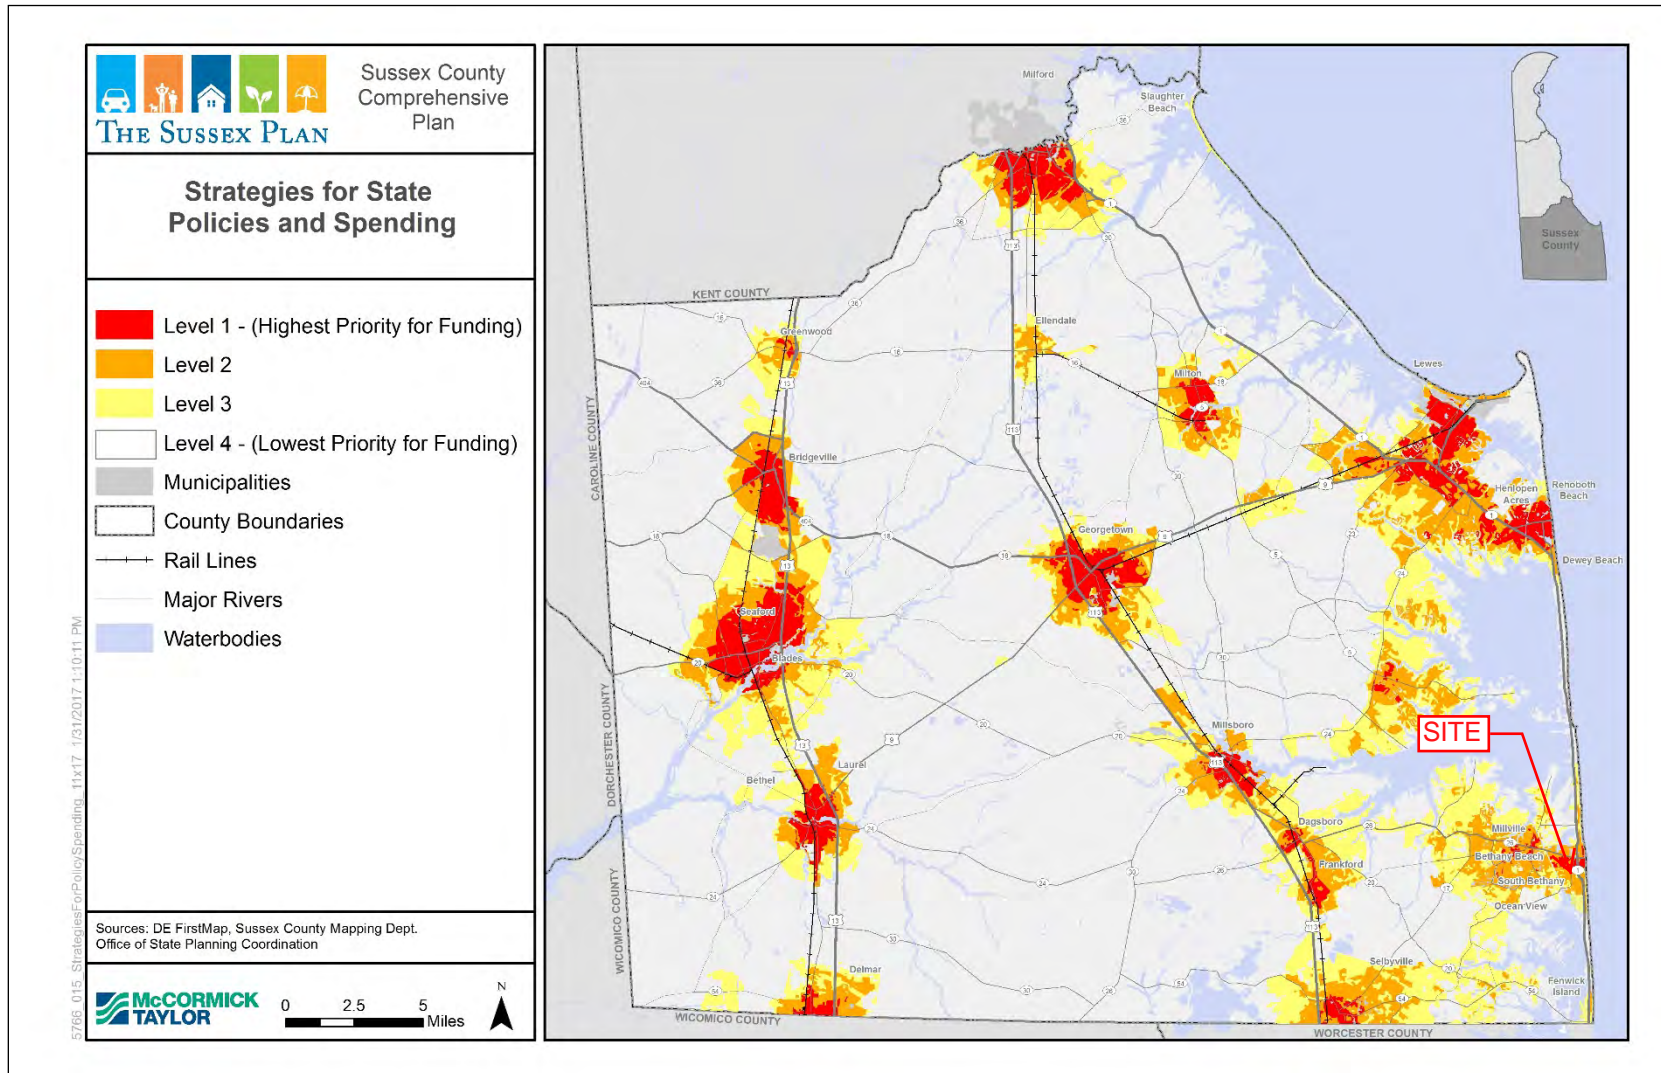 THE SUSSEX PLAN
Sussex County
Comprehensive
Plan
Strategies for State
Policies and Spending
Level 1 - (Highest Priority for Funding)
Level 2
Level 3
Level 4 - (Lowest Priority for Funding)
Municipalities
County Boundaries
Rail Lines
Major Rivers
Waterbodies
Sources: DE FirstMap, Sussex County Mapping Dept.
Office of State Planning Coordination
McCORMICK
TAYLOR
0 2.5 5
Miles
N
5766_015_StrategiesForPolicySpending_11x17 1/31/2017 1:10:11 PM
Milford
Slaughter
Beach
Sussex
County
KENT COUNTY
Greenwood
Ellendale
Milton
Lewes
CAROLINE COUNTY
Bridgeville
Henlopen
Acres
Rehoboth
Beach
Georgetown
Dewey Beach
Seaford
Blades
DORCHESTER COUNTY
Millsboro
SITE
Bethel
Laurel
Dagsboro
Millville
Bethany Beach
Frankford
South Bethany
Ocean View
WICOMICO COUNTY
Delmar
Selbyville
Fenwick
Island
WICOMICO COUNTY
WORCESTER COUNTY